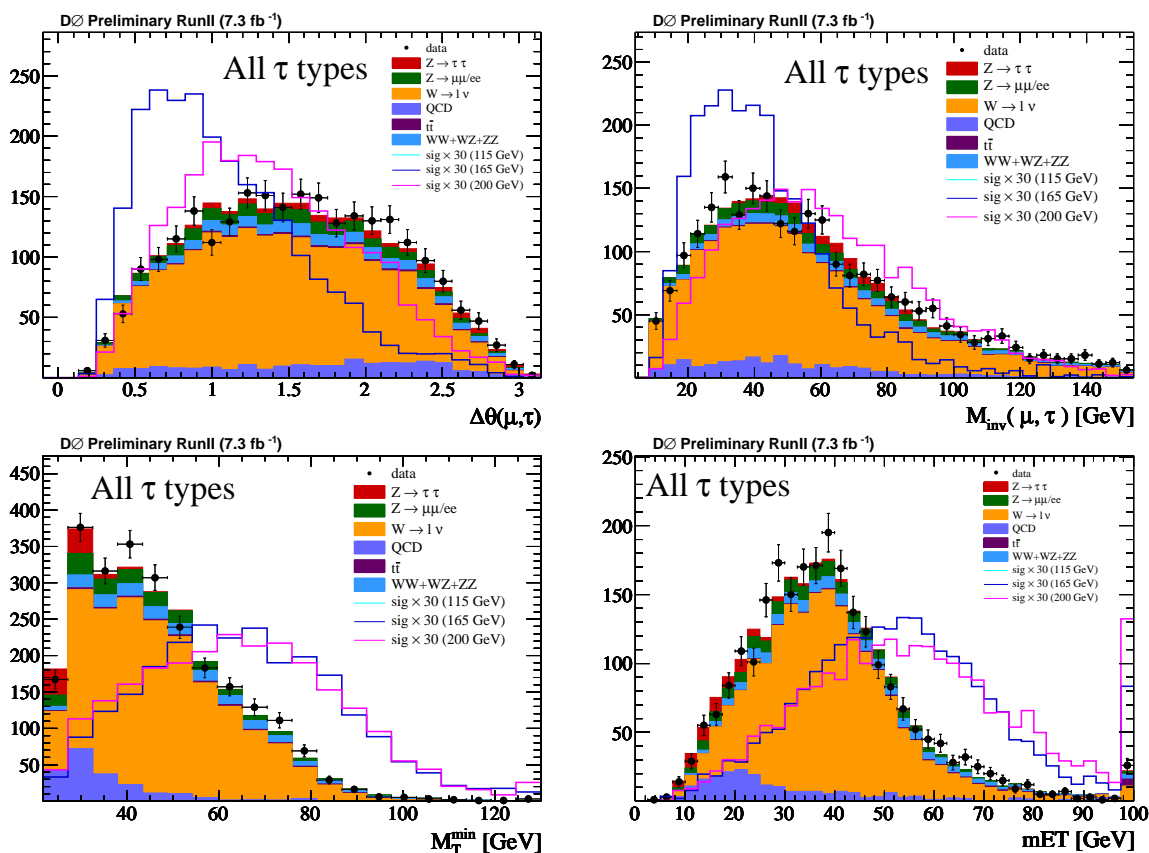 DØ Preliminary RunII (7.3 fb⁻¹)
All τ types
data
Z → τ τ
Z → μμ/ee
W → l ν
QCD
tt̄
WW+WZ+ZZ
sig × 30 (115 GeV)
sig × 30 (165 GeV)
sig × 30 (200 GeV)
250
200
150
100
50
0 0.5 1 1.5 2 2.5 3
Δθ(μ,τ)
DØ Preliminary RunII (7.3 fb⁻¹)
All τ types
data
Z → τ τ
Z → μμ/ee
W → l ν
QCD
tt̄
WW+WZ+ZZ
sig × 30 (115 GeV)
sig × 30 (165 GeV)
sig × 30 (200 GeV)
250
200
150
100
50
20 40 60 80 100 120 140
M_inv(μ, τ) [GeV]
DØ Preliminary RunII (7.3 fb⁻¹)
All τ types
data
Z → τ τ
Z → μμ/ee
W → l ν
QCD
tt̄
WW+WZ+ZZ
sig × 30 (115 GeV)
sig × 30 (165 GeV)
sig × 30 (200 GeV)
450
400
350
300
250
200
150
100
50
0
40 60 80 100 120
M_T^min [GeV]
DØ Preliminary RunII (7.3 fb⁻¹)
All τ types
data
Z → τ τ
Z → μμ/ee
W → l ν
QCD
tt̄
WW+WZ+ZZ
sig × 30 (115 GeV)
sig × 30 (165 GeV)
sig × 30 (200 GeV)
250
200
150
100
50
0
0 10 20 30 40 50 60 70 80 90 100
mET [GeV]